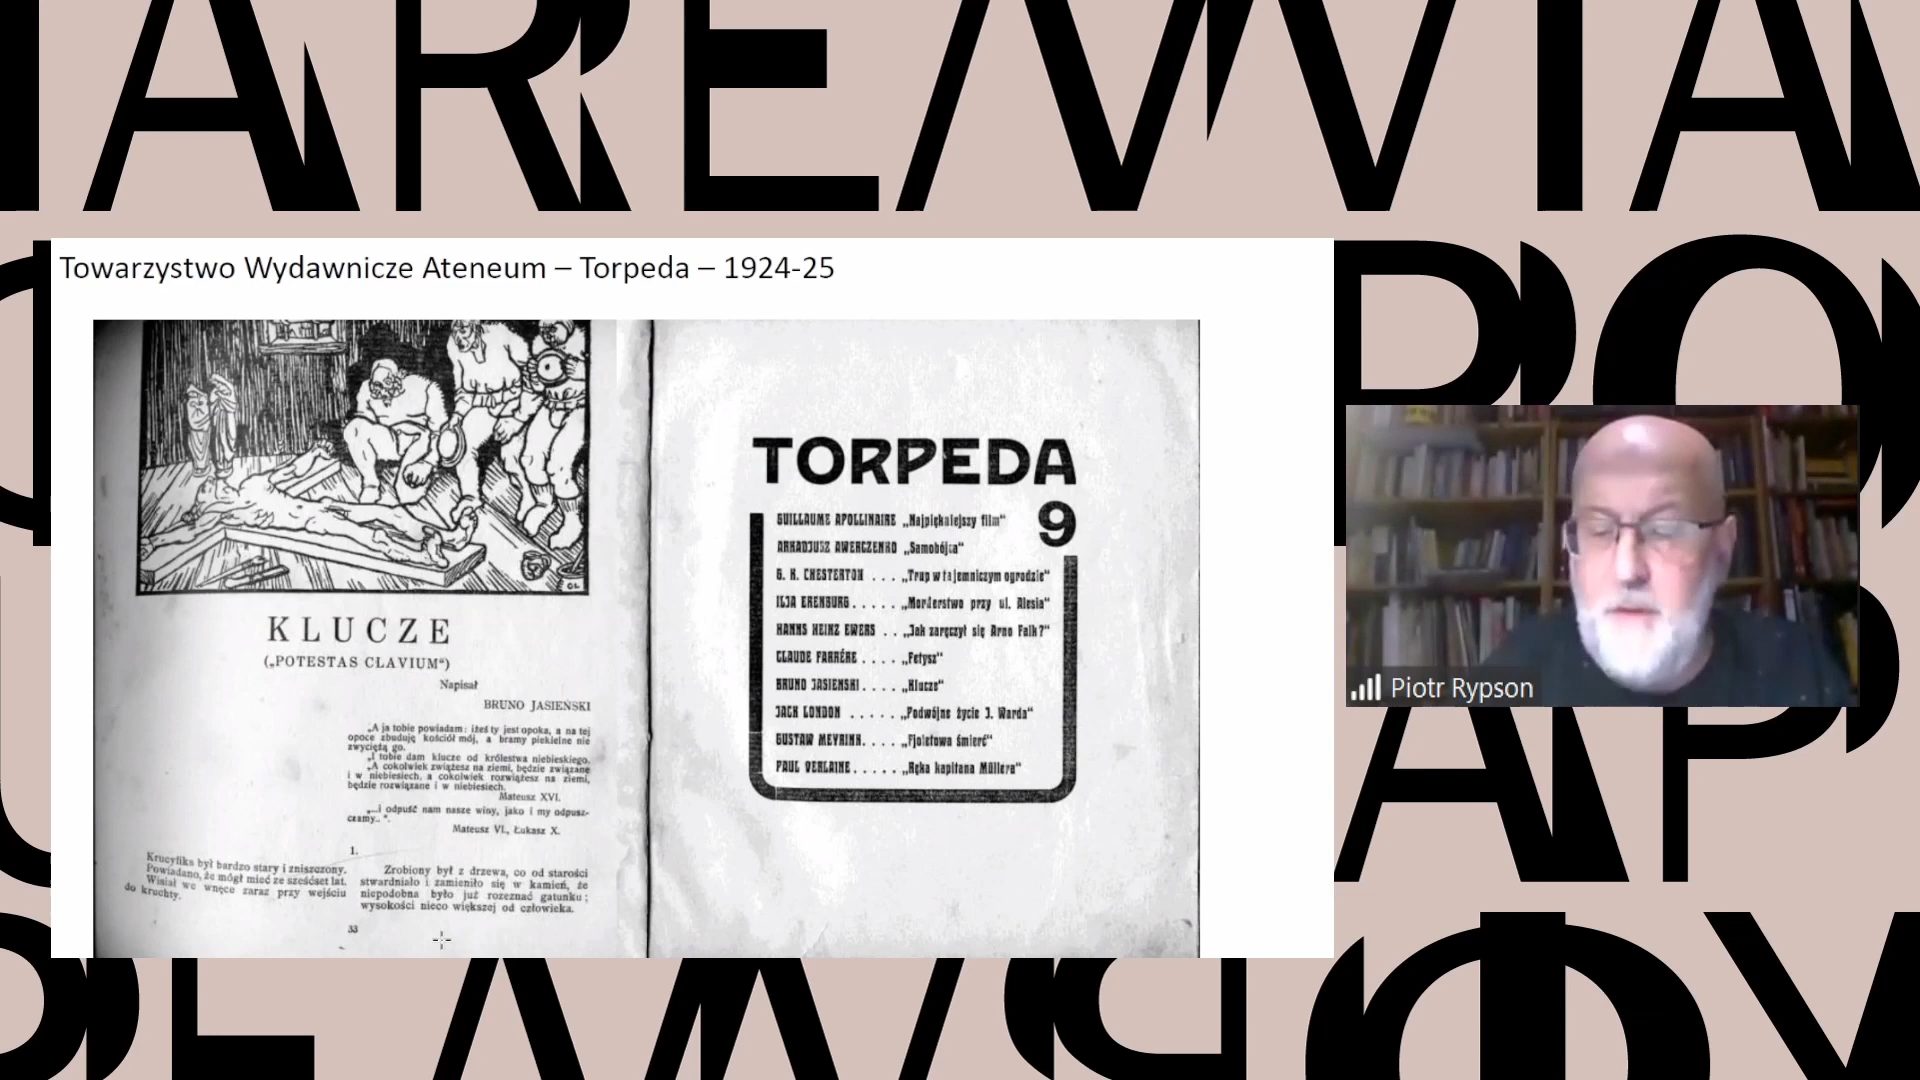 Towarzystwo Wydawnicze Ateneum – Torpeda – 1924-25
KLUCZE
(„POTESTAS CLAVIUM“)
Napisał
BRUNO JASIEŃSKI
„A ja tobie powiadam: iżeś ty jest opoka, a na tej
opoce zbuduję kościół mój, a bramy piekielne nie
zwyciężą go.
„I tobie dam klucze od królestwa niebieskiego.
„A cokolwiek zwiążesz na ziemi, będzie związane
i w niebiesiech, a cokolwiek rozwiążesz na ziemi,
będzie rozwiązane i w niebiesiech.
Mateusz XVI.
„...i odpuść nam nasze winy, jako i my odpusz-
czamy..“.
Mateusz VI., Łukasz X.
1.
Krucyfiks był bardzo stary i zniszczony.
Powiadano, że mógł mieć ze sześćset lat.
Wisiał we wnęce zaraz przy wejściu
do kruchty.
Zrobiony był z drzewa, co od starości
stwardniało i zamieniło się w kamień, że
niepodobna było już rozeznać gatunku;
wysokości nieco większej od człowieka.
33
TORPEDA
9
GUILLAUME APOLLINAIRE „Najpiękniejszy film“
ARKADJUSZ AWERCZENKO „Samobójca“
G. K. CHESTERTON . . . „Trup w tajemniczym ogrodzie“
ILJA ERENBURG . . . . . „Morderstwo przy ul. Alesia“
HANNS HEINZ EWERS . . „Jak zaręczył się Arno Falk?“
CLAUDE FARRÉRE . . . . „Fetysz“
BRUNO JASIENSKI . . . . „Klucze“
JACK LONDON . . . . . „Podwójne życie J. Warda“
GUSTAW MEYRINK. . . . „Fjoletowa śmierć“
PAUL VERLAINE . . . . . „Ręka kapitana Müllera“
Piotr Rypson